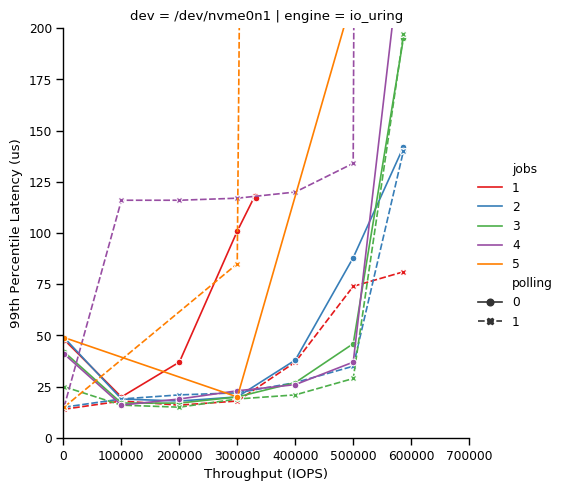 dev = /dev/nvme0n1 | engine = io_uring
200
175
150
125
100
75
50
25
0
99th Percentile Latency (us)
0 100000 200000 300000 400000 500000 600000 700000
Throughput (IOPS)
jobs
1
2
3
4
5
polling
0
1